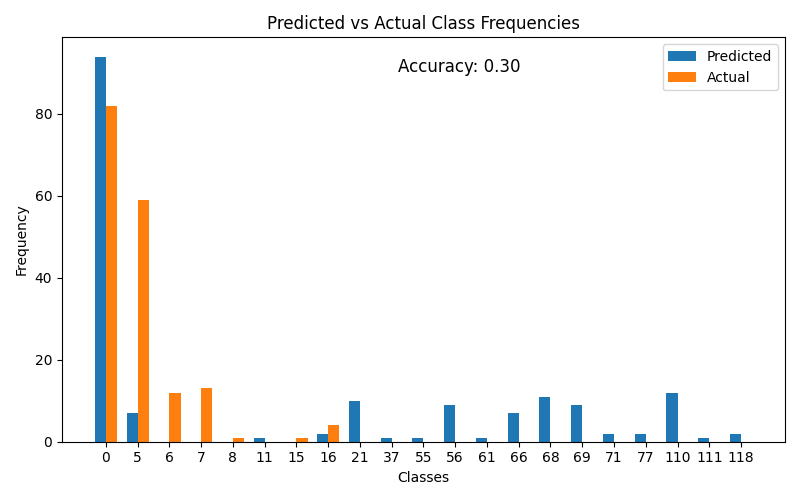 Predicted vs Actual Class Frequencies
Accuracy: 0.30
Predicted
Actual
Frequency
80
60
40
20
0
0 5 6 7 8 11 15 16 21 37 55 56 61 66 68 69 71 77 110 111 118
Classes